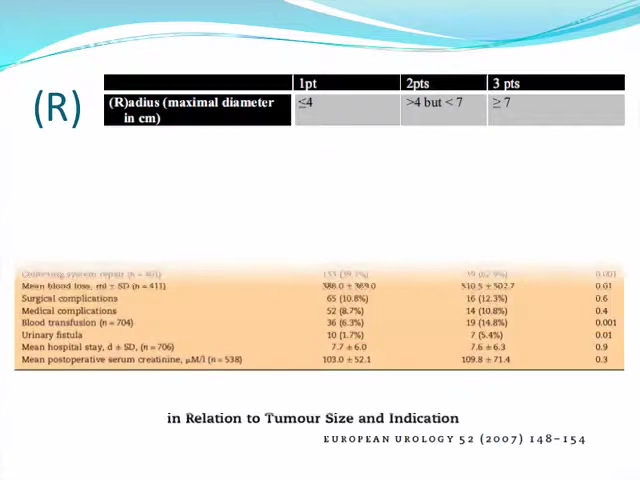 (R)
1pt 2pts 3 pts
(R)adius (maximal diameter in cm) ≤4 >4 but < 7 ≥ 7
Mean blood loss, ml ± SD (n = 411) 386.0 ± 369.0 510.5 ± 502.7 0.01
Surgical complications 65 (10.8%) 16 (12.3%) 0.6
Medical complications 52 (8.7%) 14 (10.8%) 0.4
Blood transfusion (n = 704) 36 (6.3%) 19 (14.8%) 0.001
Urinary fistula 10 (1.7%) 7 (5.4%) 0.01
Mean hospital stay, d ± SD, (n = 706) 7.7 ± 6.0 7.6 ± 6.3 0.9
Mean postoperative serum creatinine, µM/l (n = 538) 103.0 ± 52.1 109.8 ± 71.4 0.3
in Relation to Tumour Size and Indication
EUROPEAN UROLOGY 52 (2007) 148–154